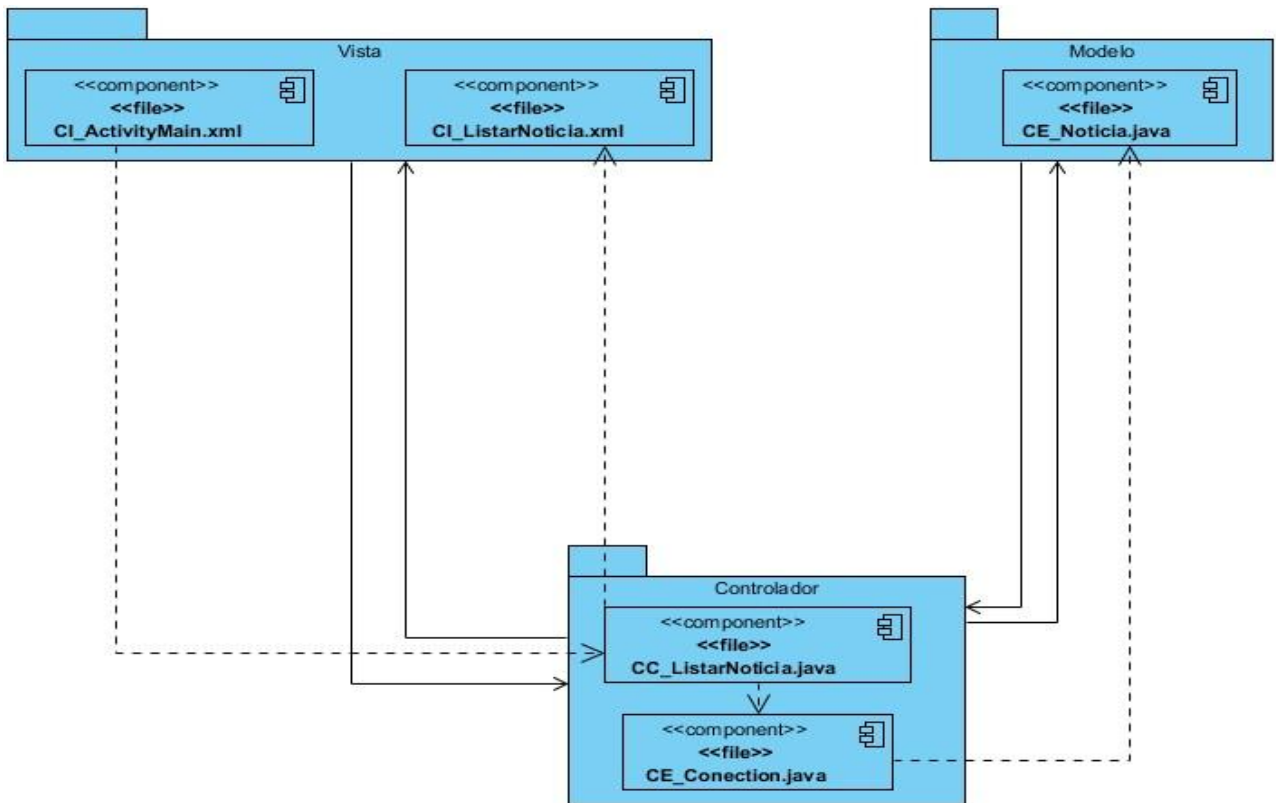 Vista
<<component>>
<<file>>
CI_ActivityMain.xml
<<component>>
<<file>>
CI_ListarNoticia.xml
Modelo
<<component>>
<<file>>
CE_Noticia.java
Controlador
<<component>>
<<file>>
CC_ListarNoticia.java
<<component>>
<<file>>
CE_Conection.java